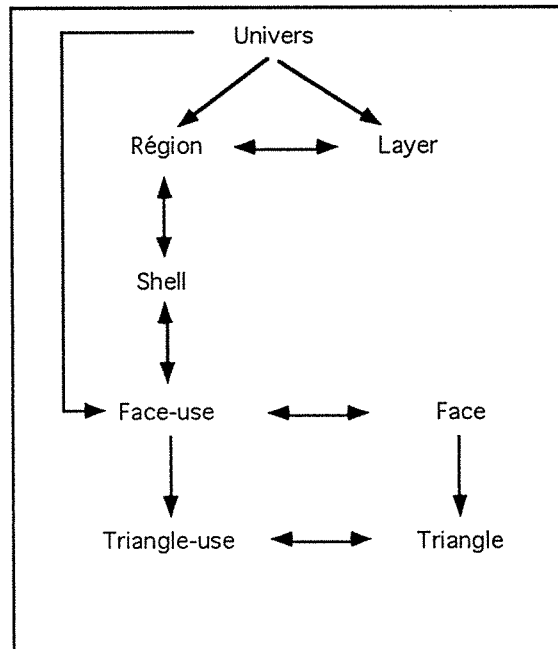 Univers
Région Layer
Shell
Face-use Face
Triangle-use Triangle